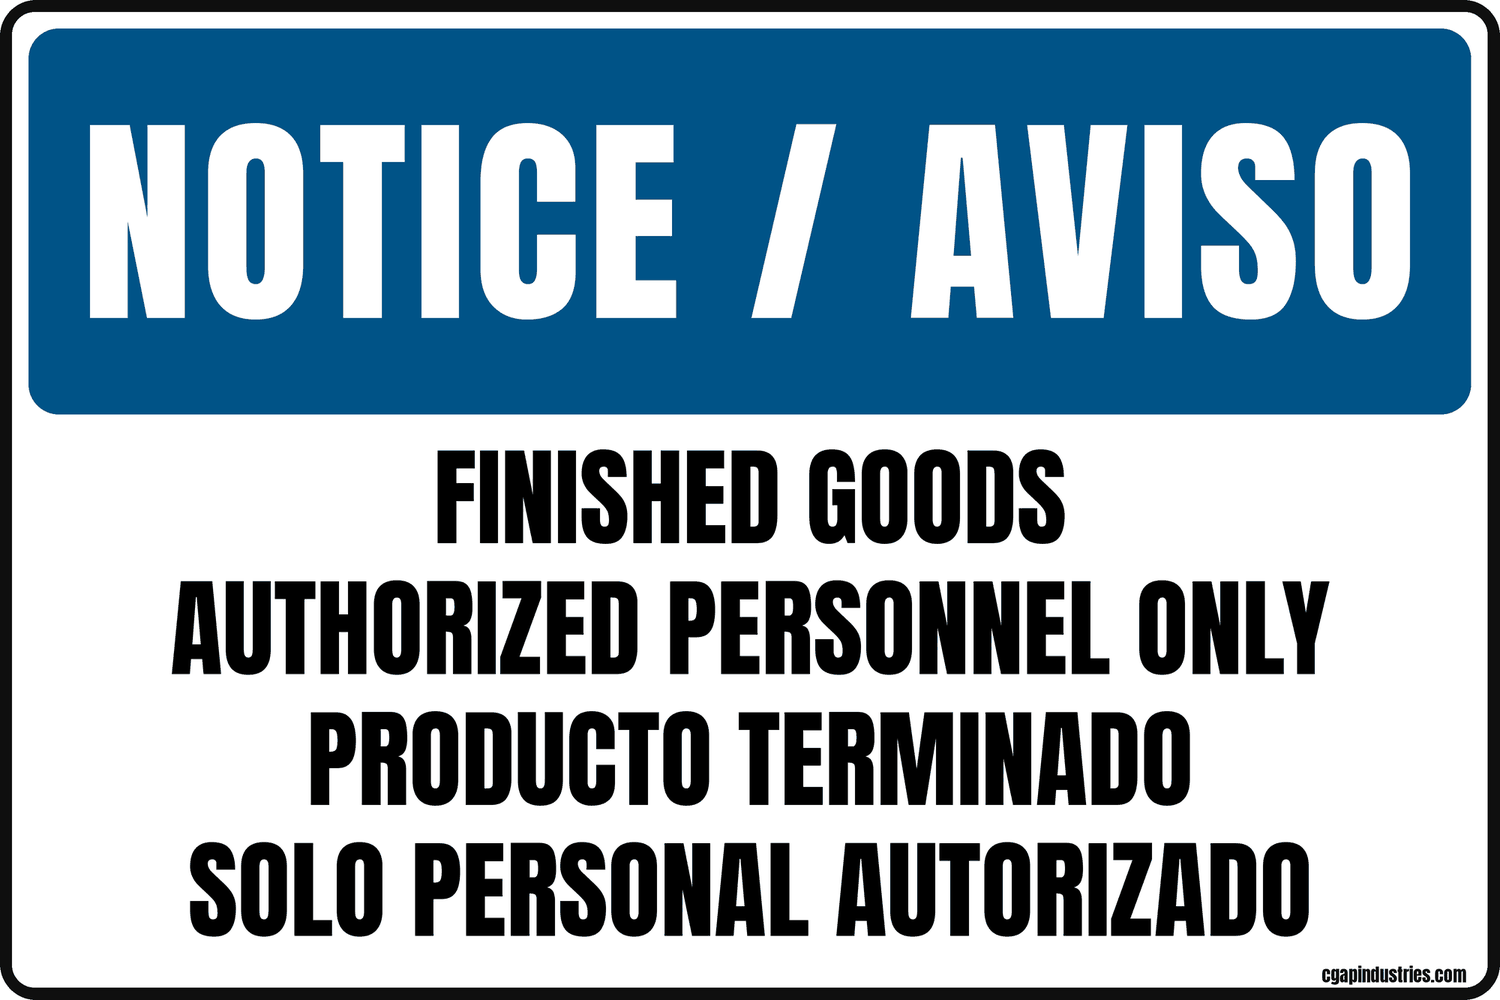 NOTICE / AVISO
FINISHED GOODS
AUTHORIZED PERSONNEL ONLY
PRODUCTO TERMINADO
SOLO PERSONAL AUTORIZADO
cgapindustries.com